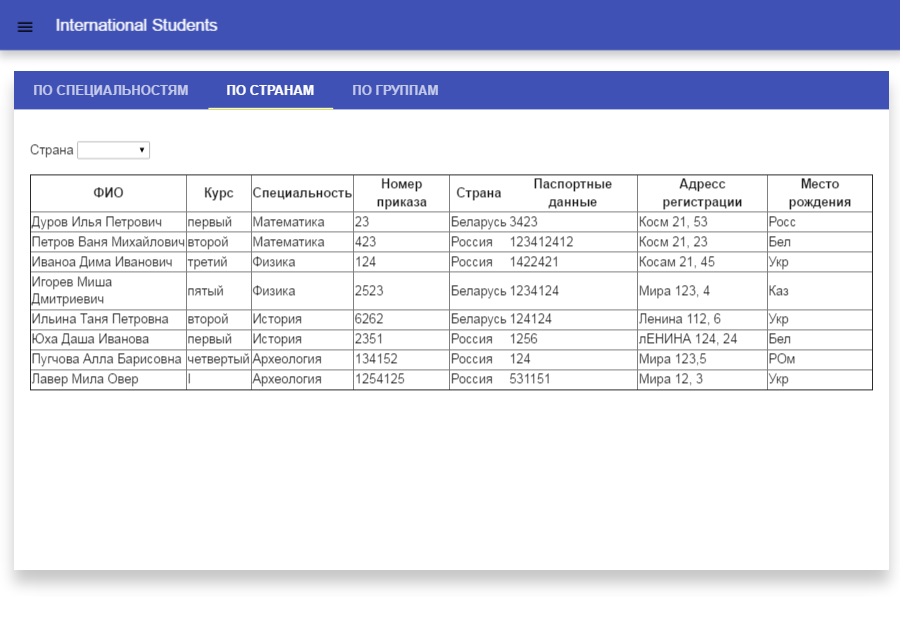 International Students
ПО СПЕЦИАЛЬНОСТЯМ ПО СТРАНАМ ПО ГРУППАМ
Страна
ФИО Курс Специальность Номер приказа Страна Паспортные данные Адресс регистрации Место рождения
Дуров Илья Петрович первый Математика 23 Беларусь 3423 Косм 21, 53 Росс
Петров Ваня Михайлович второй Математика 423 Россия 123412412 Косм 21, 23 Бел
Иваноа Дима Иванович третий Физика 124 Россия 1422421 Косам 21, 45 Укр
Игорев Миша Дмитриевич пятый Физика 2523 Беларусь 1234124 Мира 123, 4 Каз
Ильина Таня Петровна второй История 6262 Беларусь 124124 Ленина 112, 6 Укр
Юха Даша Иванова первый История 2351 Россия 1256 лЕНИНА 124, 24 Бел
Пугчова Алла Барисовна четвертый Археология 134152 Россия 124 Мира 123,5 РОм
Лавер Мила Овер I Археология 1254125 Россия 531151 Мира 12, 3 Укр